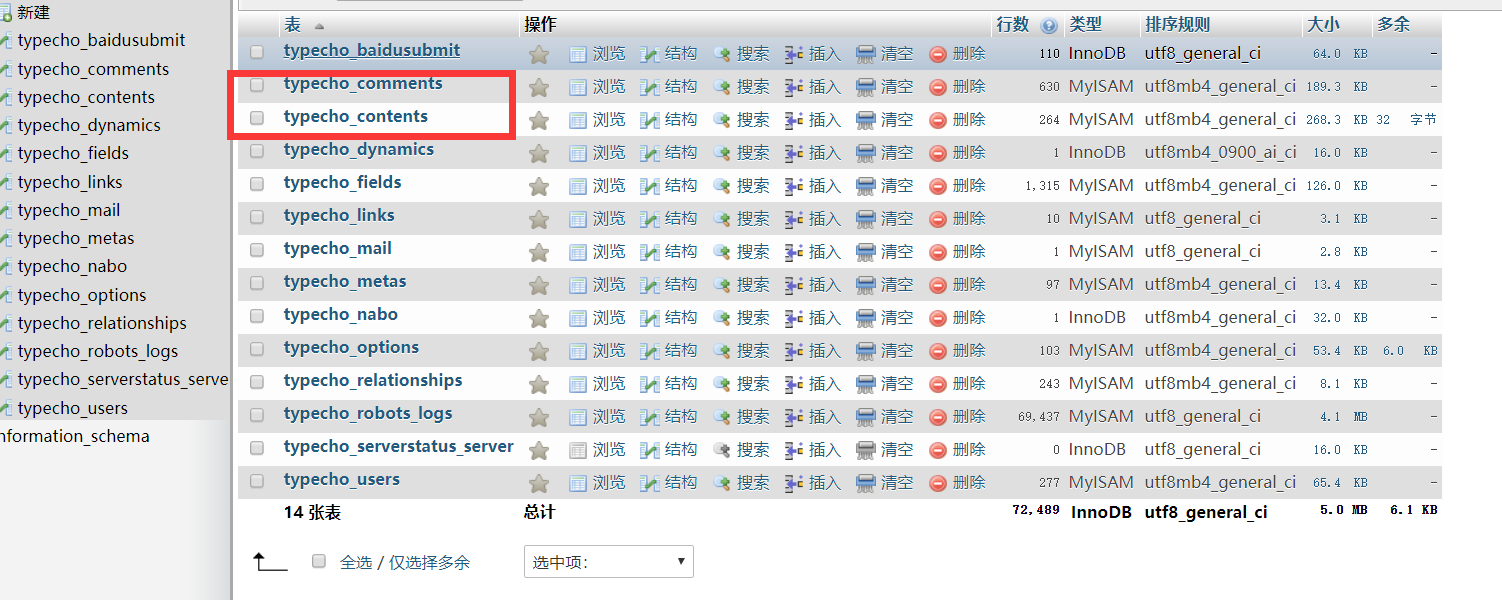 新建
typecho_baidusubmit
typecho_comments
typecho_contents
typecho_dynamics
typecho_fields
typecho_links
typecho_mail
typecho_metas
typecho_nabo
typecho_options
typecho_relationships
typecho_robots_logs
typecho_serverstatus_serve
typecho_users
nformation_schema
表 操作 行数 类型 排序规则 大小 多余
typecho_baidusubmit 浏览 结构 搜索 插入 清空 删除 110 InnoDB utf8_general_ci 64.0 KB -
typecho_comments 浏览 结构 搜索 插入 清空 删除 630 MyISAM utf8mb4_general_ci 189.3 KB -
typecho_contents 浏览 结构 搜索 插入 清空 删除 264 MyISAM utf8mb4_general_ci 268.3 KB 32 字节
typecho_dynamics 浏览 结构 搜索 插入 清空 删除 1 InnoDB utf8mb4_0900_ai_ci 16.0 KB -
typecho_fields 浏览 结构 搜索 插入 清空 删除 1,315 MyISAM utf8mb4_general_ci 126.0 KB -
typecho_links 浏览 结构 搜索 插入 清空 删除 10 MyISAM utf8_general_ci 3.1 KB -
typecho_mail 浏览 结构 搜索 插入 清空 删除 1 MyISAM utf8_general_ci 2.8 KB -
typecho_metas 浏览 结构 搜索 插入 清空 删除 97 MyISAM utf8mb4_general_ci 13.4 KB -
typecho_nabo 浏览 结构 搜索 插入 清空 删除 1 InnoDB utf8mb4_general_ci 32.0 KB -
typecho_options 浏览 结构 搜索 插入 清空 删除 103 MyISAM utf8mb4_general_ci 53.4 KB 6.0 KB
typecho_relationships 浏览 结构 搜索 插入 清空 删除 243 MyISAM utf8mb4_general_ci 8.1 KB -
typecho_robots_logs 浏览 结构 搜索 插入 清空 删除 69,437 MyISAM utf8_general_ci 4.1 MB -
typecho_serverstatus_server 浏览 结构 搜索 插入 清空 删除 0 InnoDB utf8_general_ci 16.0 KB -
typecho_users 浏览 结构 搜索 插入 清空 删除 277 MyISAM utf8mb4_general_ci 65.4 KB -
14 张表 总计 72,489 InnoDB utf8_general_ci 5.0 MB 6.1 KB
全选 / 仅选择多余 选中项: